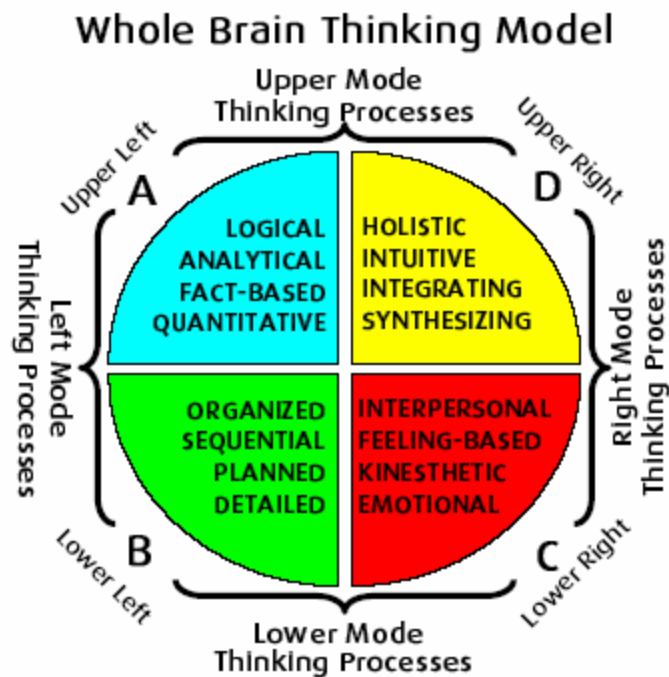 Whole Brain Thinking Model
Upper Mode
Thinking Processes
Upper Left
A
D
Upper Right
LOGICAL
ANALYTICAL
FACT-BASED
QUANTITATIVE
HOLISTIC
INTUITIVE
INTEGRATING
SYNTHESIZING
Left Mode
Thinking Processes
Right Mode
Thinking Processes
ORGANIZED
SEQUENTIAL
PLANNED
DETAILED
INTERPERSONAL
FEELING-BASED
KINESTHETIC
EMOTIONAL
B
Lower Left
C
Lower Right
Lower Mode
Thinking Processes